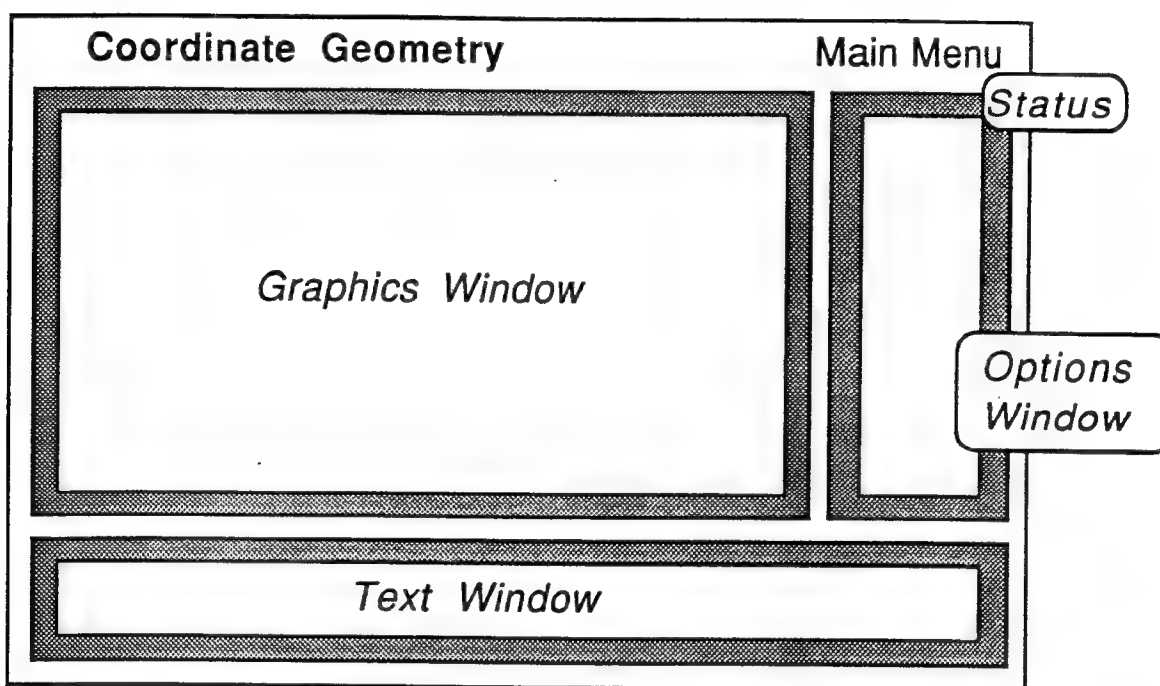 Coordinate Geometry
Main Menu
Status
Graphics Window
Options
Window
Text Window